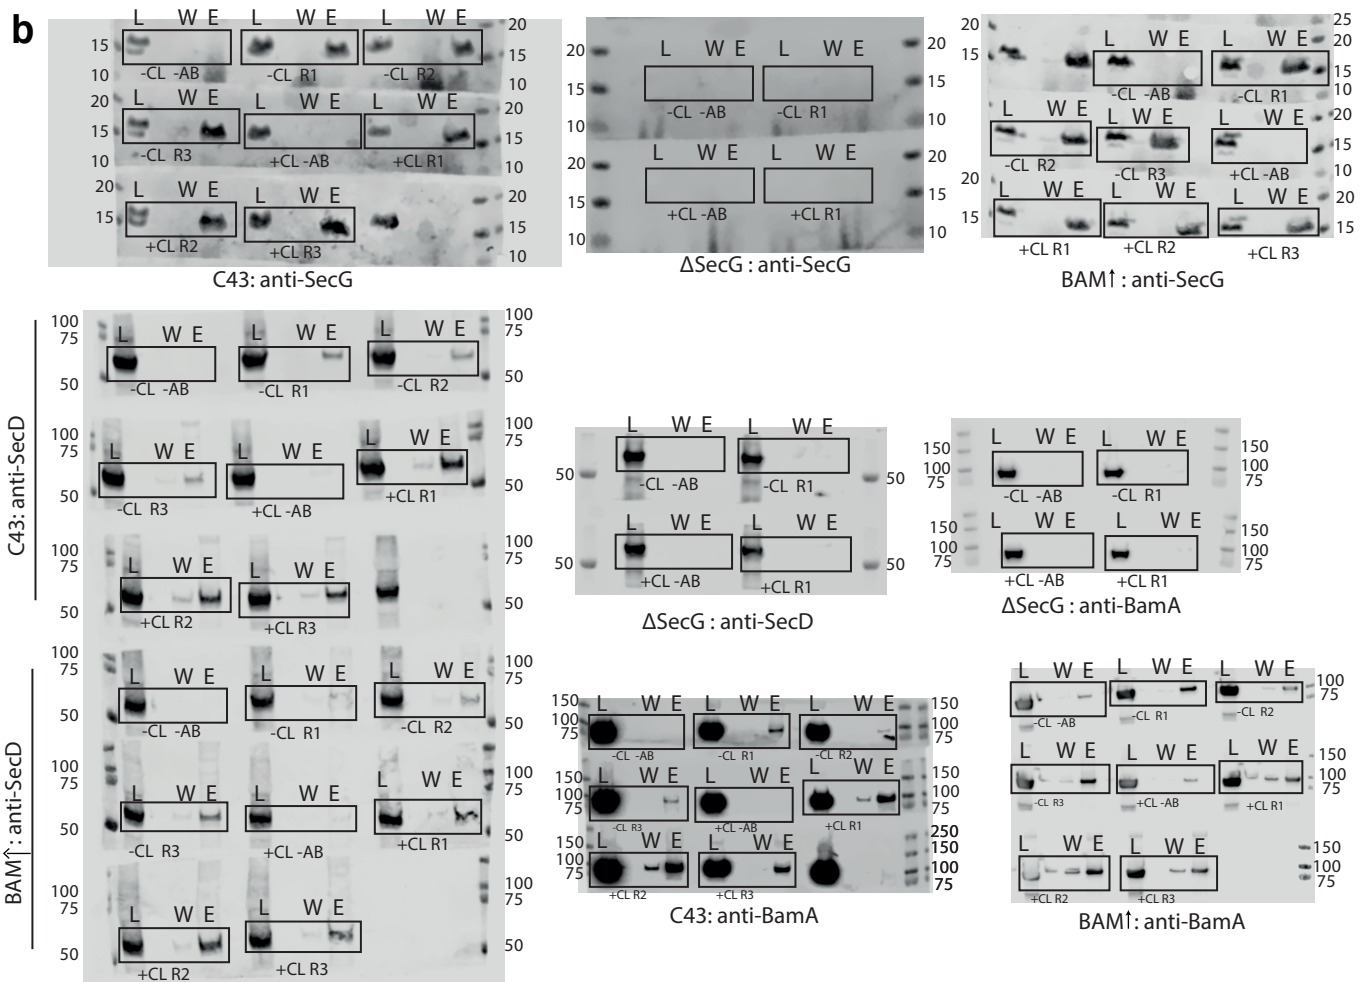 b
L W E L W E L W E
20
15 15
10 10
-CL -AB -CL R1 -CL R2
20 L W E L W E L W E 20
15 15
10 10
-CL R3 +CL -AB +CL R1
20 L W E L W E L 20
15 15
10
+CL R2 +CL R3
C43: anti-SecG
L W E L W E
20 20
15 15
10 10
-CL -AB -CL R1
L W E L W E
20 20
15 15
10 10
+CL -AB +CL R1
ΔSecG : anti-SecG
20 L W E L W E 25
20
15 15
10
-CL -AB -CL R1
L W E L W E L W E
20
15
10
-CL R2 -CL R3 +CL -AB
20 L W E L W E L W E 20
15 15
+CL R1 +CL R2 +CL R3
BAM↑: anti-SecG
C43: anti-SecD
100 100
75 L W E L W E L W E 75
50 50
-CL -AB -CL R1 -CL R2
100 100
75 L W E L W E L W E 75
50 50
-CL R3 +CL -AB +CL R1
100 100
75 L W E L W E L 75
50 50
+CL R2 +CL R3
BAM↑: anti-SecD
100 100
75 L W E L W E L W E 75
50 50
-CL -AB -CL R1 -CL R2
100 100
75 L W E L W E L W E 75
50 50
-CL R3 +CL -AB +CL R1
100 100
75 L W E L W E 75
50 50
+CL R2 +CL R3
L W E L W E
50 50
-CL -AB -CL R1
L W E L W E
50 50
+CL -AB +CL R1
ΔSecG : anti-SecD
L W E L W E
150 150
100 100
75 75
-CL -AB -CL R1
L W E L W E
150 150
100 100
75 75
+CL -AB +CL R1
ΔSecG : anti-BamA
150 L W E L W E L W E 150
100 100
75 75
-CL -AB -CL R1 -CL R2
150 L W E L W E L W E 150
100 100
75 75
-CL R3 +CL -AB +CL R1
250
150 L W E L W E L 150
100 100
75 75
+CL R2 +CL R3
C43: anti-BamA
L W E L W E L W E
100
75
-CL -AB -CL R1 -CL R2
L W E L W E L W E
150
100
75
-CL R3 +CL -AB +CL R1
L W E L W E
150
100
75
+CL R2 +CL R3
BAM↑: anti-BamA